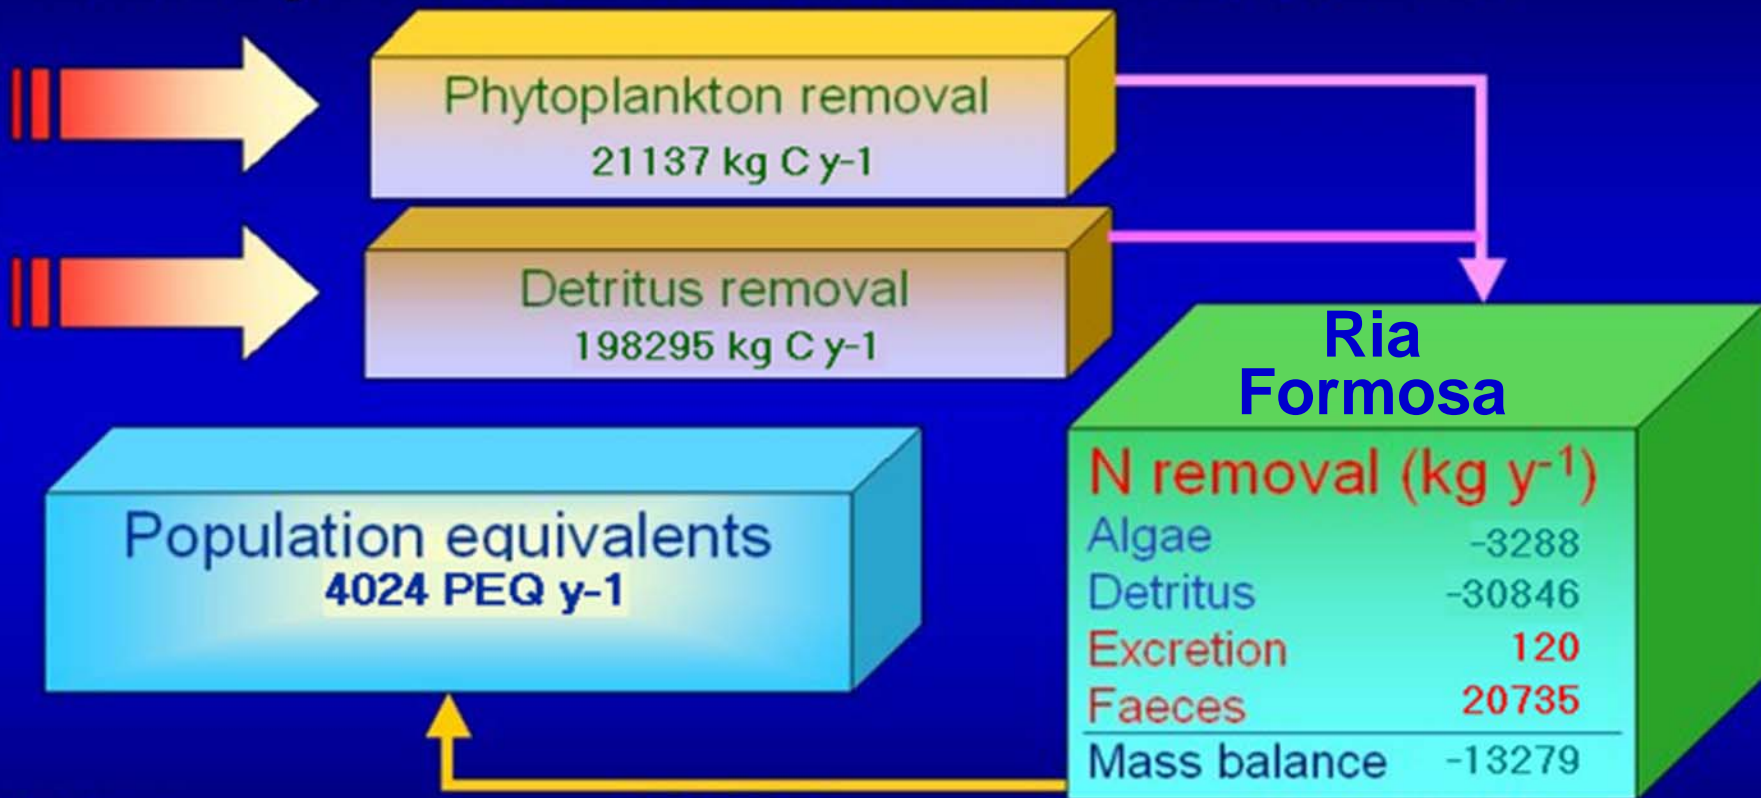 Phytoplankton removal
21137 kg C y-1
Detritus removal
198295 kg C y-1
Ria
Formosa
N removal (kg y⁻¹)
Algae -3288
Detritus -30846
Excretion 120
Faeces 20735
Mass balance -13279
Population equivalents
4024 PEQ y-1